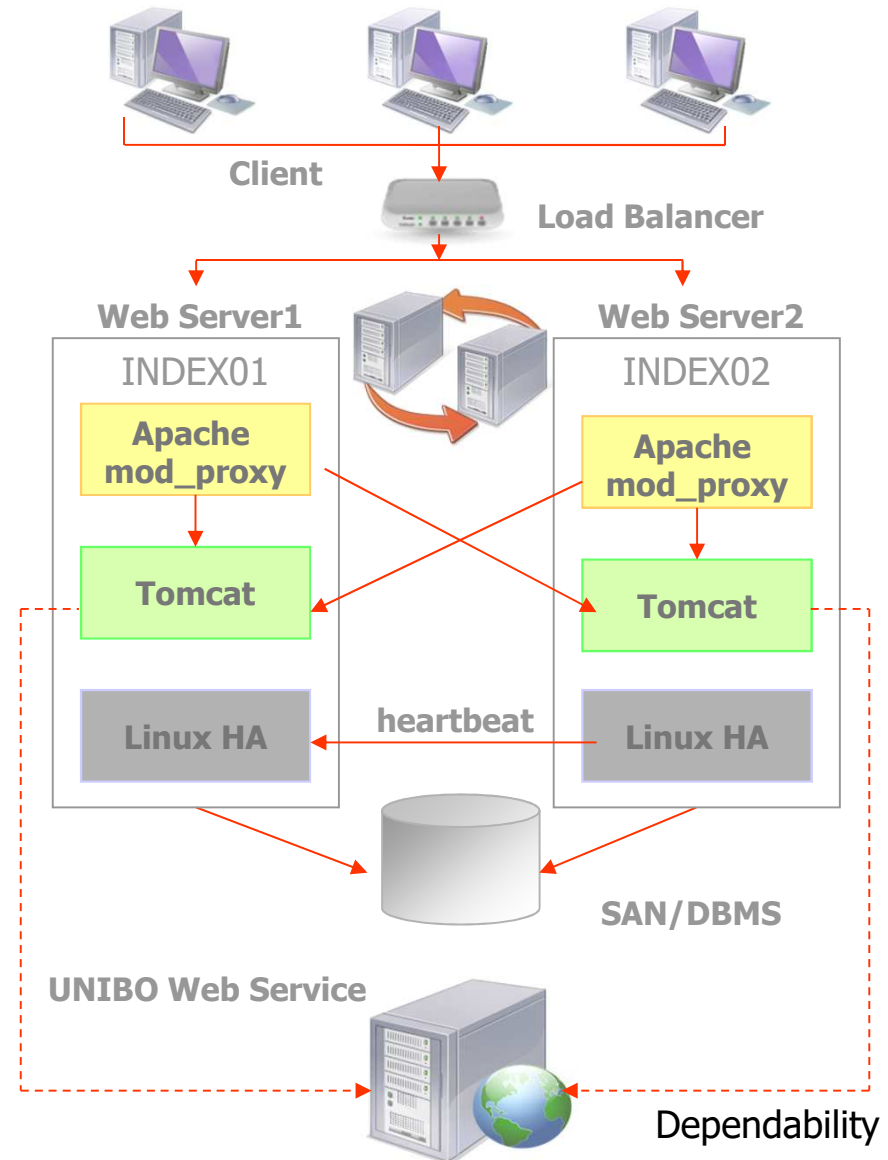 Client
Load Balancer
Web Server1
Web Server2
INDEX01
INDEX02
Apache
mod_proxy
Apache
mod_proxy
Tomcat
Tomcat
heartbeat
Linux HA
Linux HA
SAN/DBMS
UNIBO Web Service
Dependability